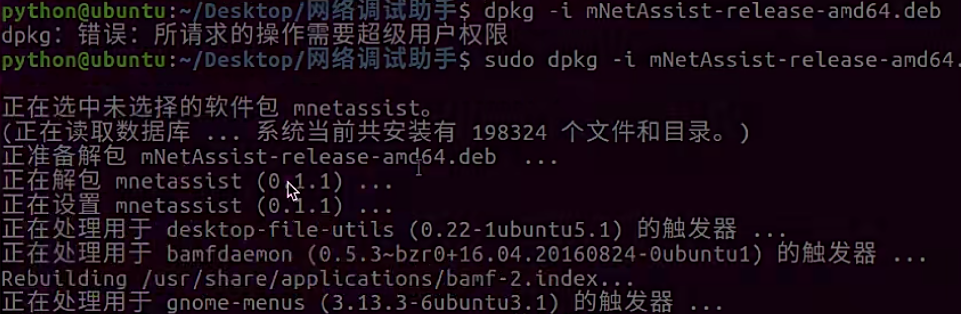 python@ubuntu:~/Desktop/网络调试助手$ dpkg -i mNetAssist-release-amd64.deb
dpkg: 错误: 所请求的操作需要超级用户权限
python@ubuntu:~/Desktop/网络调试助手$ sudo dpkg -i mNetAssist-release-amd64.
正在选中未选择的软件包 mnetassist。
(正在读取数据库 ... 系统当前共安装有 198324 个文件和目录。)
正准备解包 mNetAssist-release-amd64.deb ...
正在解包 mnetassist (0.1.1) ...
正在设置 mnetassist (0.1.1) ...
正在处理用于 desktop-file-utils (0.22-1ubuntu5.1) 的触发器 ...
正在处理用于 bamfdaemon (0.5.3~bzr0+16.04.20160824-0ubuntu1) 的触发器 ...
Rebuilding /usr/share/applications/bamf-2.index...
正在处理用于 gnome-menus (3.13.3-6ubuntu3.1) 的触发器 ...